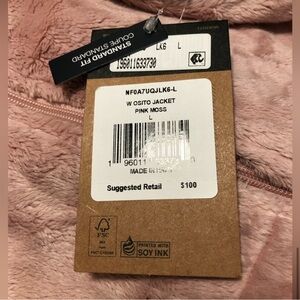 STANDARD FIT
COUPE STANDARD
LK6 L
196011633730
NF0A7UQJLK6-L
W OSITO JACKET
PINK MOSS
L
MADE IN
Suggested Retail $100
FSC
PRINTED WITH
SOY INK